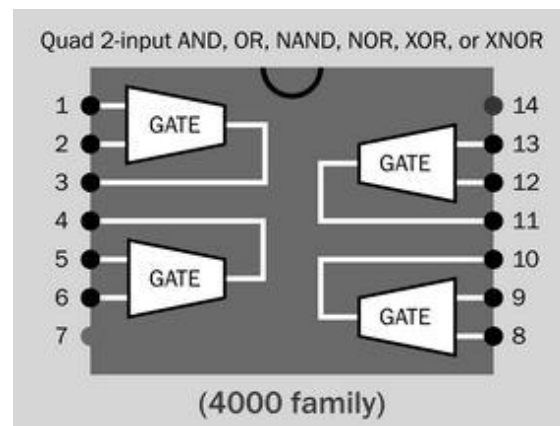 Quad 2-input AND, OR, NAND, NOR, XOR, or XNOR
1 GATE 14
2 GATE 13
3 12
4 11
5 GATE 10
6 GATE 9
7 8
(4000 family)